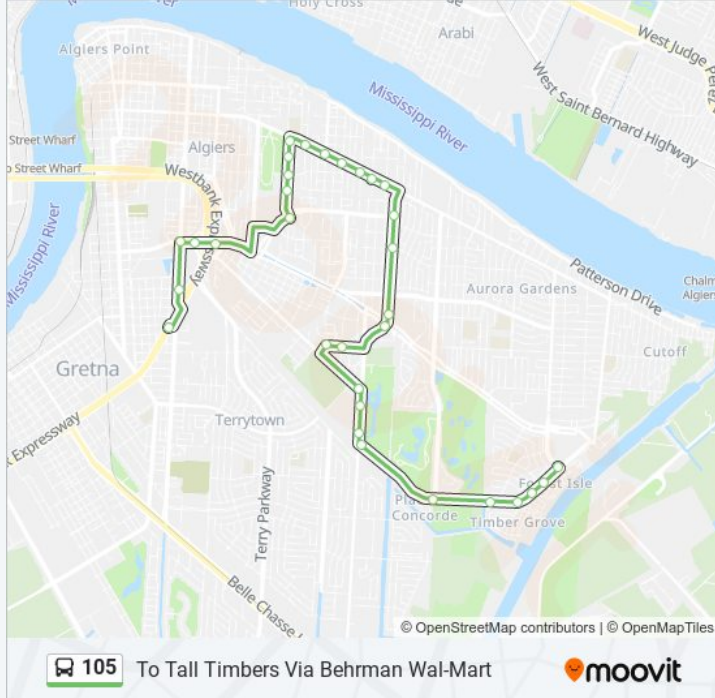 Holy Cross
Arabi
West Judge Perez
Algiers Point
Mississippi River
West Saint Bernard Highway
Street Wharf
Algiers
Street Wharf
Westbank Expressway
Mississippi River
Patterson Drive
Aurora Gardens
Chalm
Algier
Cutoff
Gretna
Terrytown
Expressway
Forest Isle
Concorde
Timber Grove
Terry Parkway
Belle Chasse
© OpenStreetMap contributors | © OpenMapTiles
105 To Tall Timbers Via Behrman Wal-Mart moovit